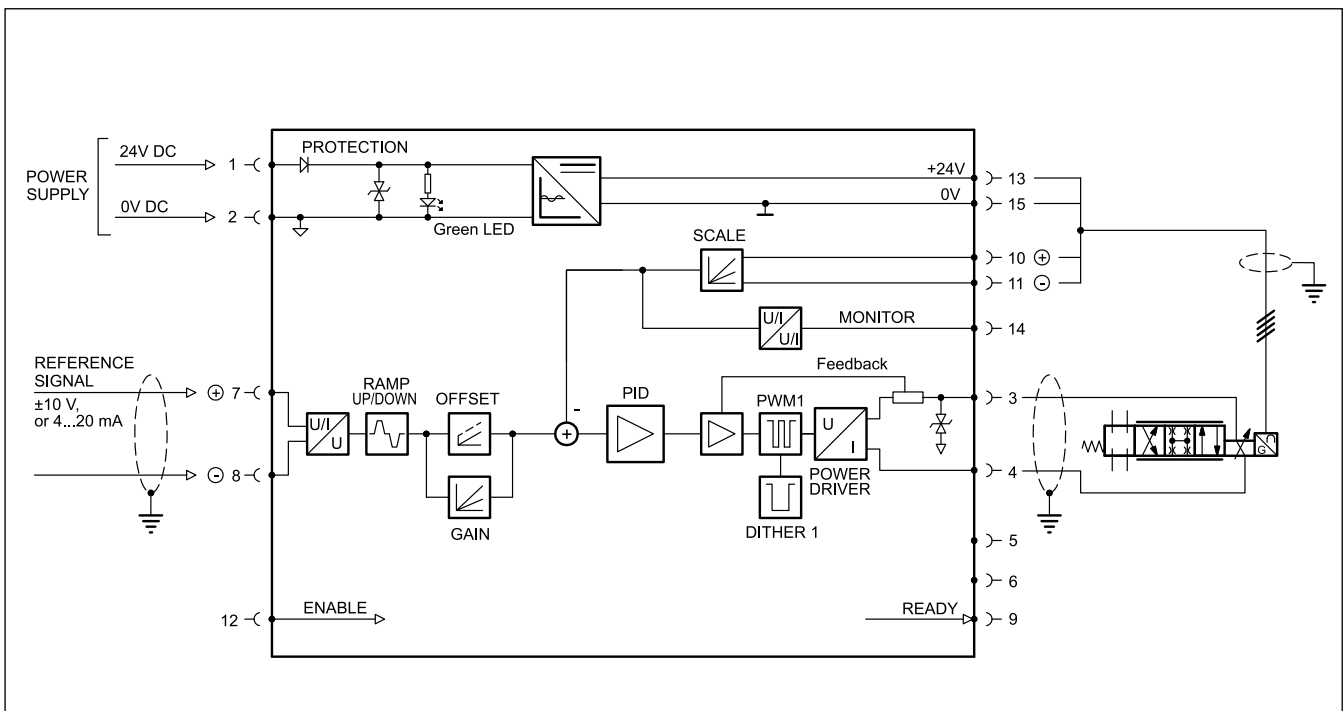 POWER
SUPPLY
24V DC
1
0V DC
2
PROTECTION
Green LED
+24V
13
0V
15
SCALE
10 +
11 -
U/I
U/I
MONITOR
14
REFERENCE
SIGNAL
±10 V,
or 4...20 mA
+ 7
- 8
U/I
U
RAMP
UP/DOWN
OFFSET
GAIN
-
+
PID
Feedback
PWM1
U
I
POWER
DRIVER
DITHER 1
3
4
G
5
6
12
ENABLE
READY
9